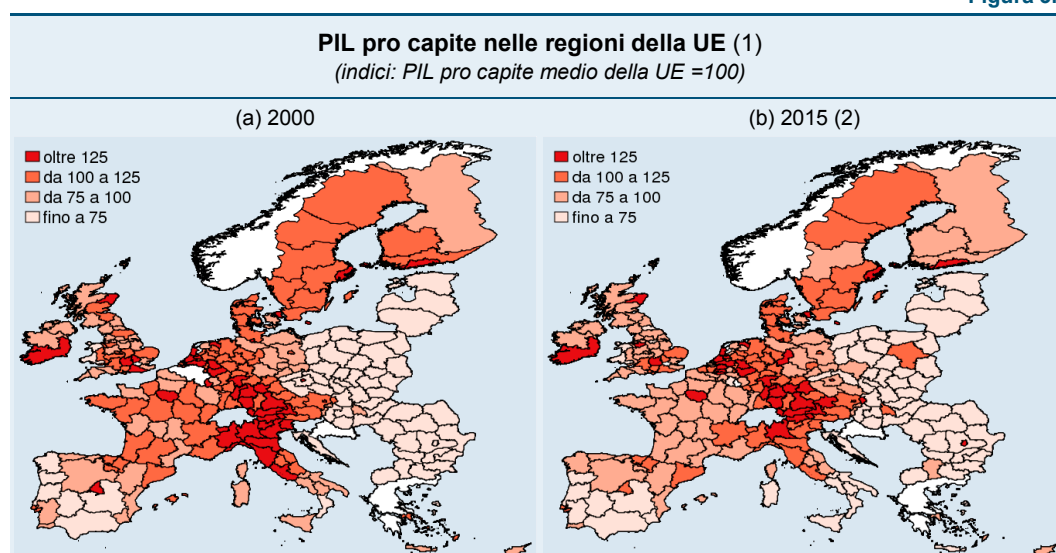 Figura
PIL pro capite nelle regioni della UE (1)
(indici: PIL pro capite medio della UE =100)
(a) 2000
(b) 2015 (2)
oltre 125
da 100 a 125
da 75 a 100
fino a 75
oltre 125
da 100 a 125
da 75 a 100
fino a 75